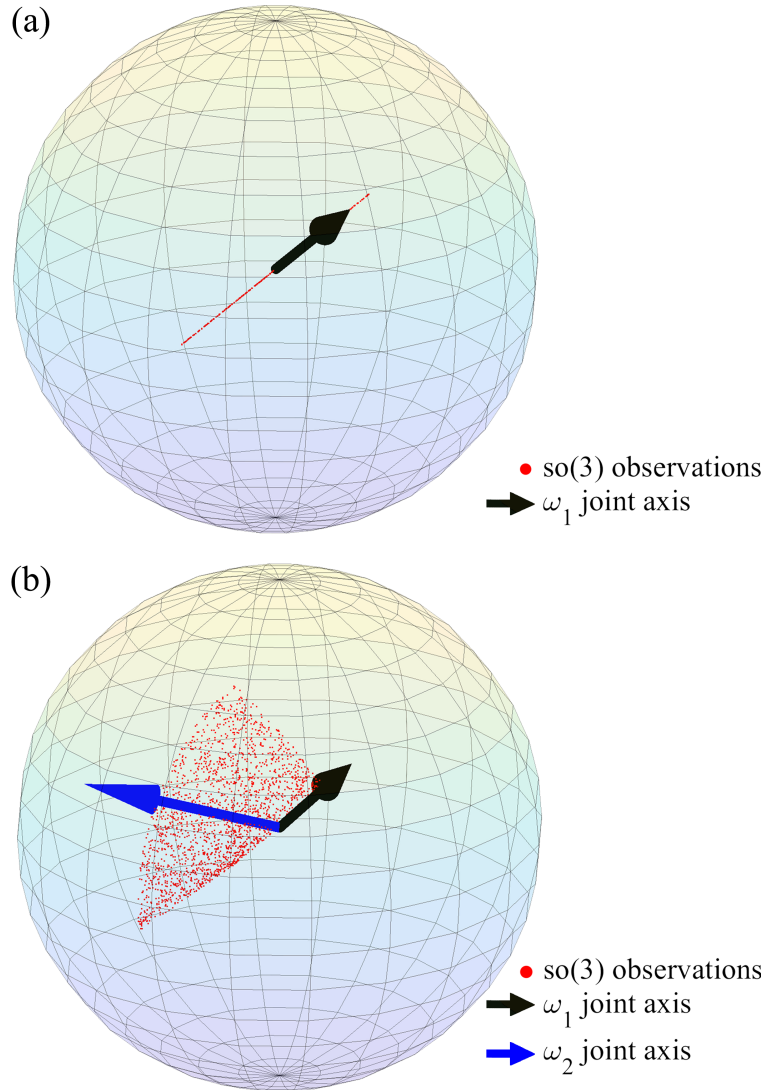 (a)
so(3) observations
ω₁ joint axis
(b)
so(3) observations
ω₁ joint axis
ω₂ joint axis